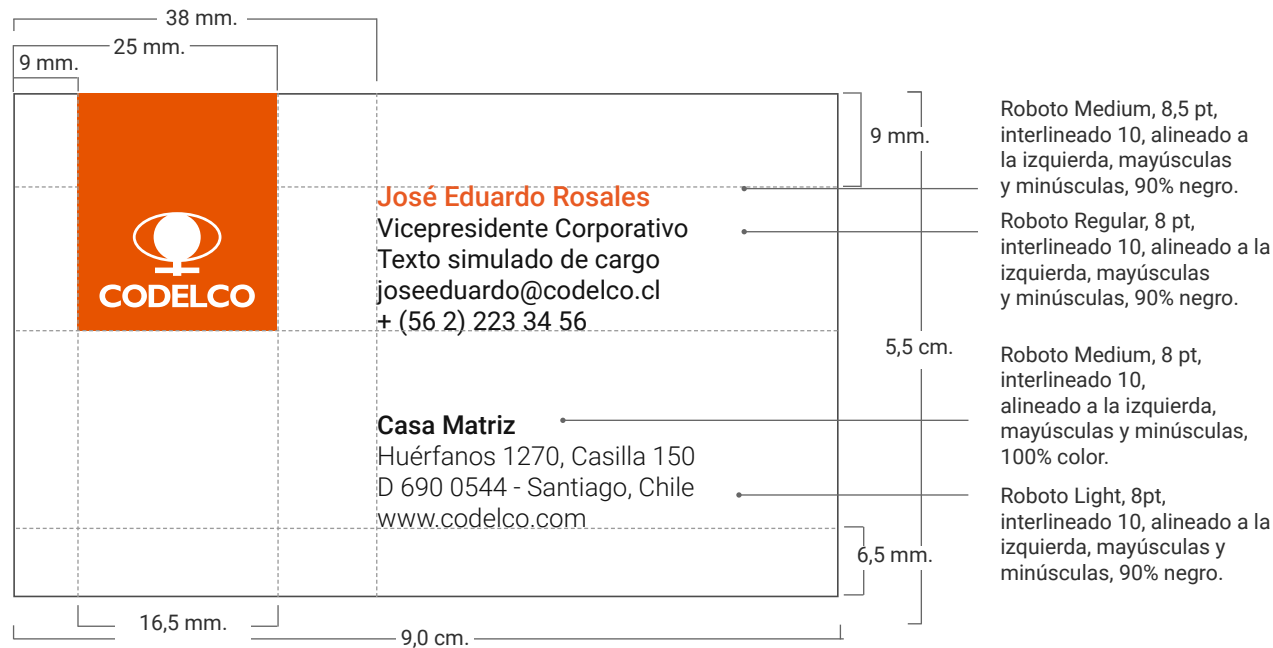 38 mm.
25 mm.
9 mm.
CODELCO
José Eduardo Rosales
Vicepresidente Corporativo
Texto simulado de cargo
joseeduardo@codelco.cl
+ (56 2) 223 34 56
Casa Matriz
Huérfanos 1270, Casilla 150
D 690 0544 - Santiago, Chile
www.codelco.com
9 mm.
5,5 cm.
6,5 mm.
16,5 mm.
9,0 cm.
Roboto Medium, 8,5 pt,
interlineado 10, alineado a
la izquierda, mayúsculas
y minúsculas, 90% negro.
Roboto Regular, 8 pt,
interlineado 10, alineado a la
izquierda, mayúsculas
y minúsculas, 90% negro.
Roboto Medium, 8 pt,
interlineado 10,
alineado a la izquierda,
mayúsculas y minúsculas,
100% color.
Roboto Light, 8pt,
interlineado 10, alineado a la
izquierda, mayúsculas y
minúsculas, 90% negro.